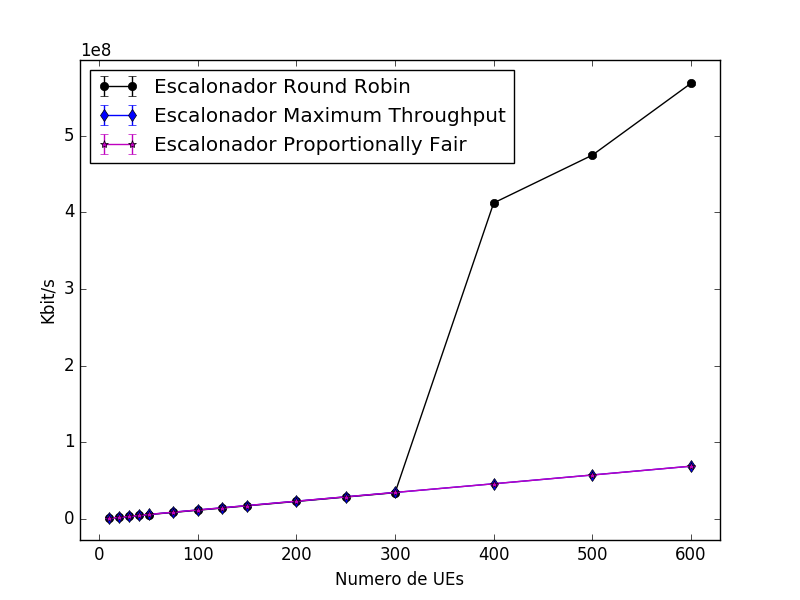 1e8
Escalonador Round Robin
Escalonador Maximum Throughput
Escalonador Proportionally Fair
5
4
3
2
1
0
Kbit/s
0 100 200 300 400 500 600
Numero de UEs